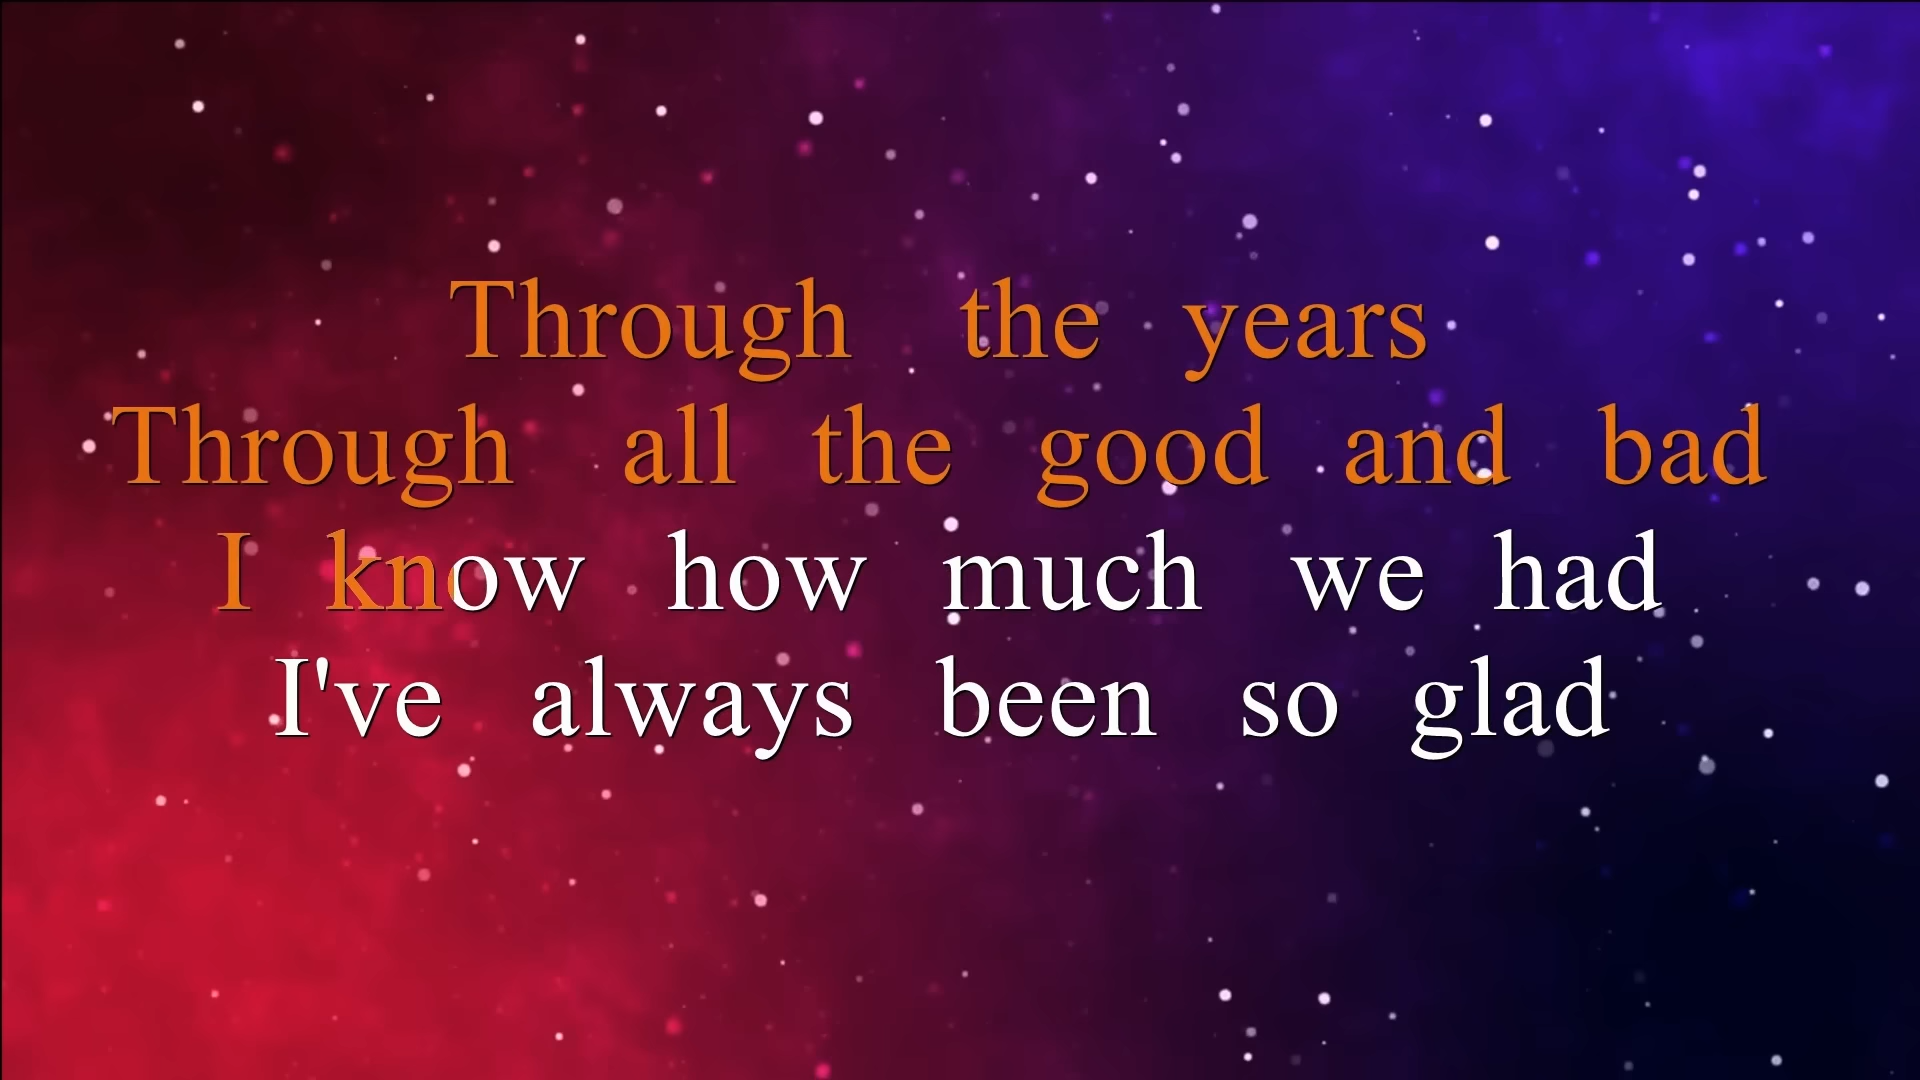 Through the years
Through all the good and bad
I know how much we had
I've always been so glad